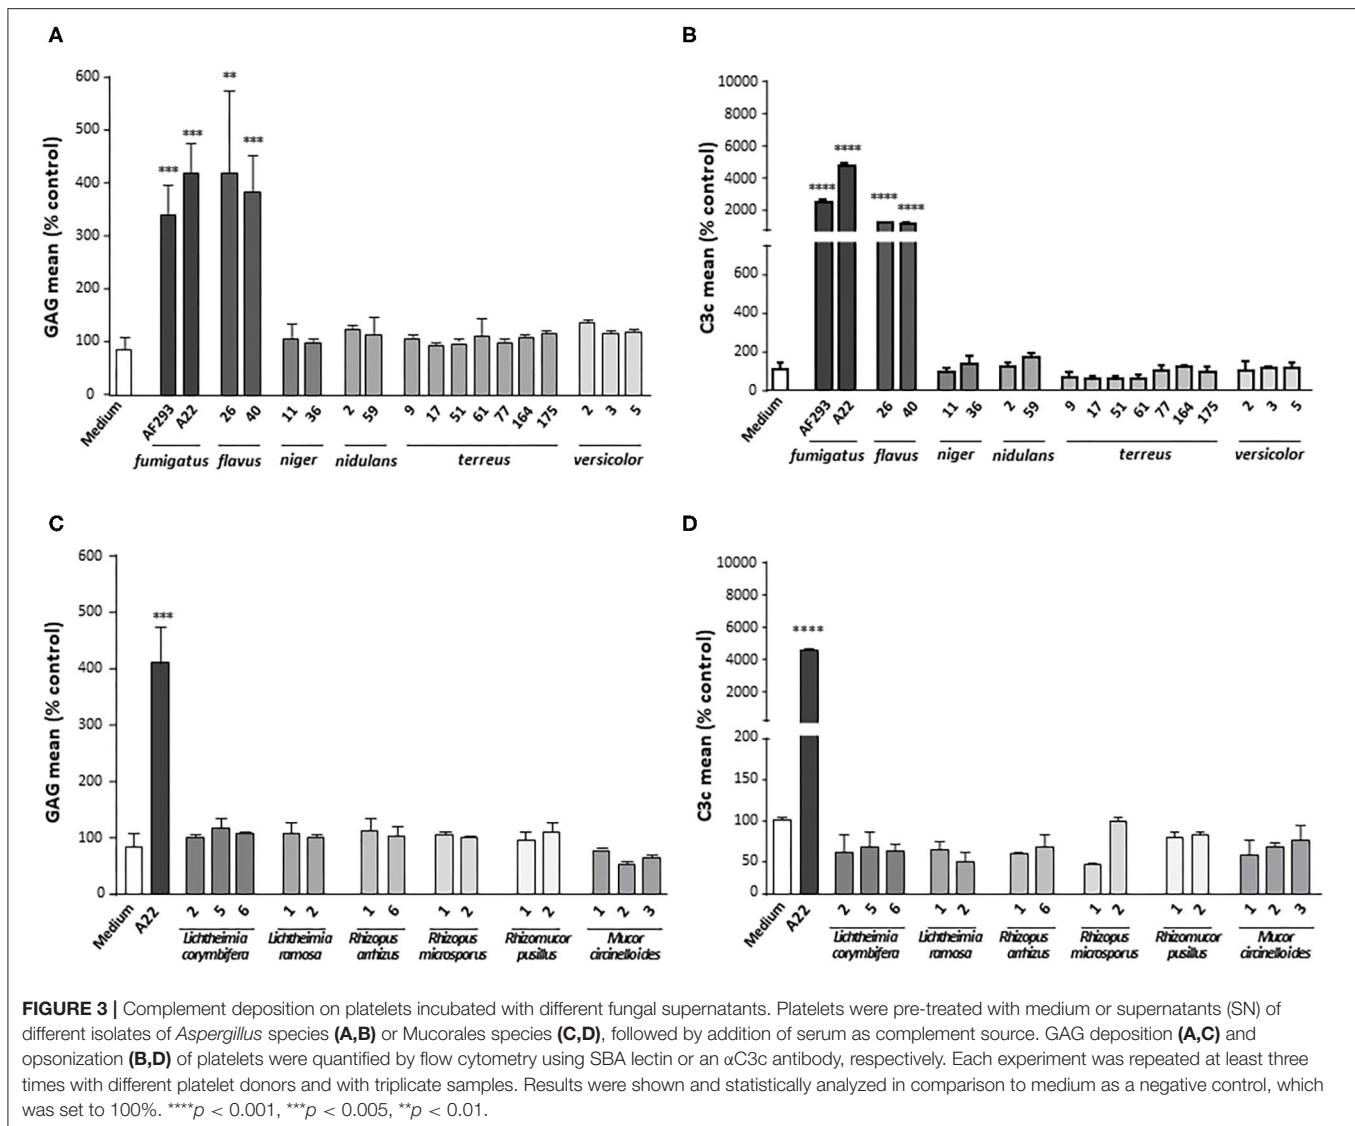 A
GAG mean (% control)
600
500
400
300
200
100
0
**
***
***
***
Medium
AF293
A22
26
40
11
36
2
59
9
17
51
61
77
164
175
2
3
5
fumigatus
flavus
niger
nidulans
terreus
versicolor
B
C3c mean (% control)
10000
8000
6000
4000
2000
600
400
200
0
****
****
****
****
Medium
AF293
A22
26
40
11
36
2
59
9
17
51
61
77
164
175
2
3
5
fumigatus
flavus
niger
nidulans
terreus
versicolor
C
GAG mean (% control)
600
500
400
300
200
100
0
***
Medium
A22
2
5
6
1
2
1
6
1
2
1
2
1
2
3
Lichtheimia
corymbifera
Lichtheimia
ramosa
Rhizopus
arrhizus
Rhizopus
microsporus
Rhizomucor
pusillus
Mucor
circinelloides
D
C3c mean (% control)
10000
8000
6000
4000
2000
200
150
100
50
0
****
Medium
A22
2
5
6
1
2
1
6
1
2
1
2
1
2
3
Lichtheimia
corymbifera
Lichtheimia
ramosa
Rhizopus
arrhizus
Rhizopus
microsporus
Rhizomucor
pusillus
Mucor
circinelloides
FIGURE 3 | Complement deposition on platelets incubated with different fungal supernatants. Platelets were pre-treated with medium or supernatants (SN) of
different isolates of Aspergillus species (A,B) or Mucorales species (C,D), followed by addition of serum as complement source. GAG deposition (A,C) and
opsonization (B,D) of platelets were quantified by flow cytometry using SBA lectin or an αC3c antibody, respectively. Each experiment was repeated at least three
times with different platelet donors and with triplicate samples. Results were shown and statistically analyzed in comparison to medium as a negative control, which
was set to 100%. ****p < 0.001, ***p < 0.005, **p < 0.01.